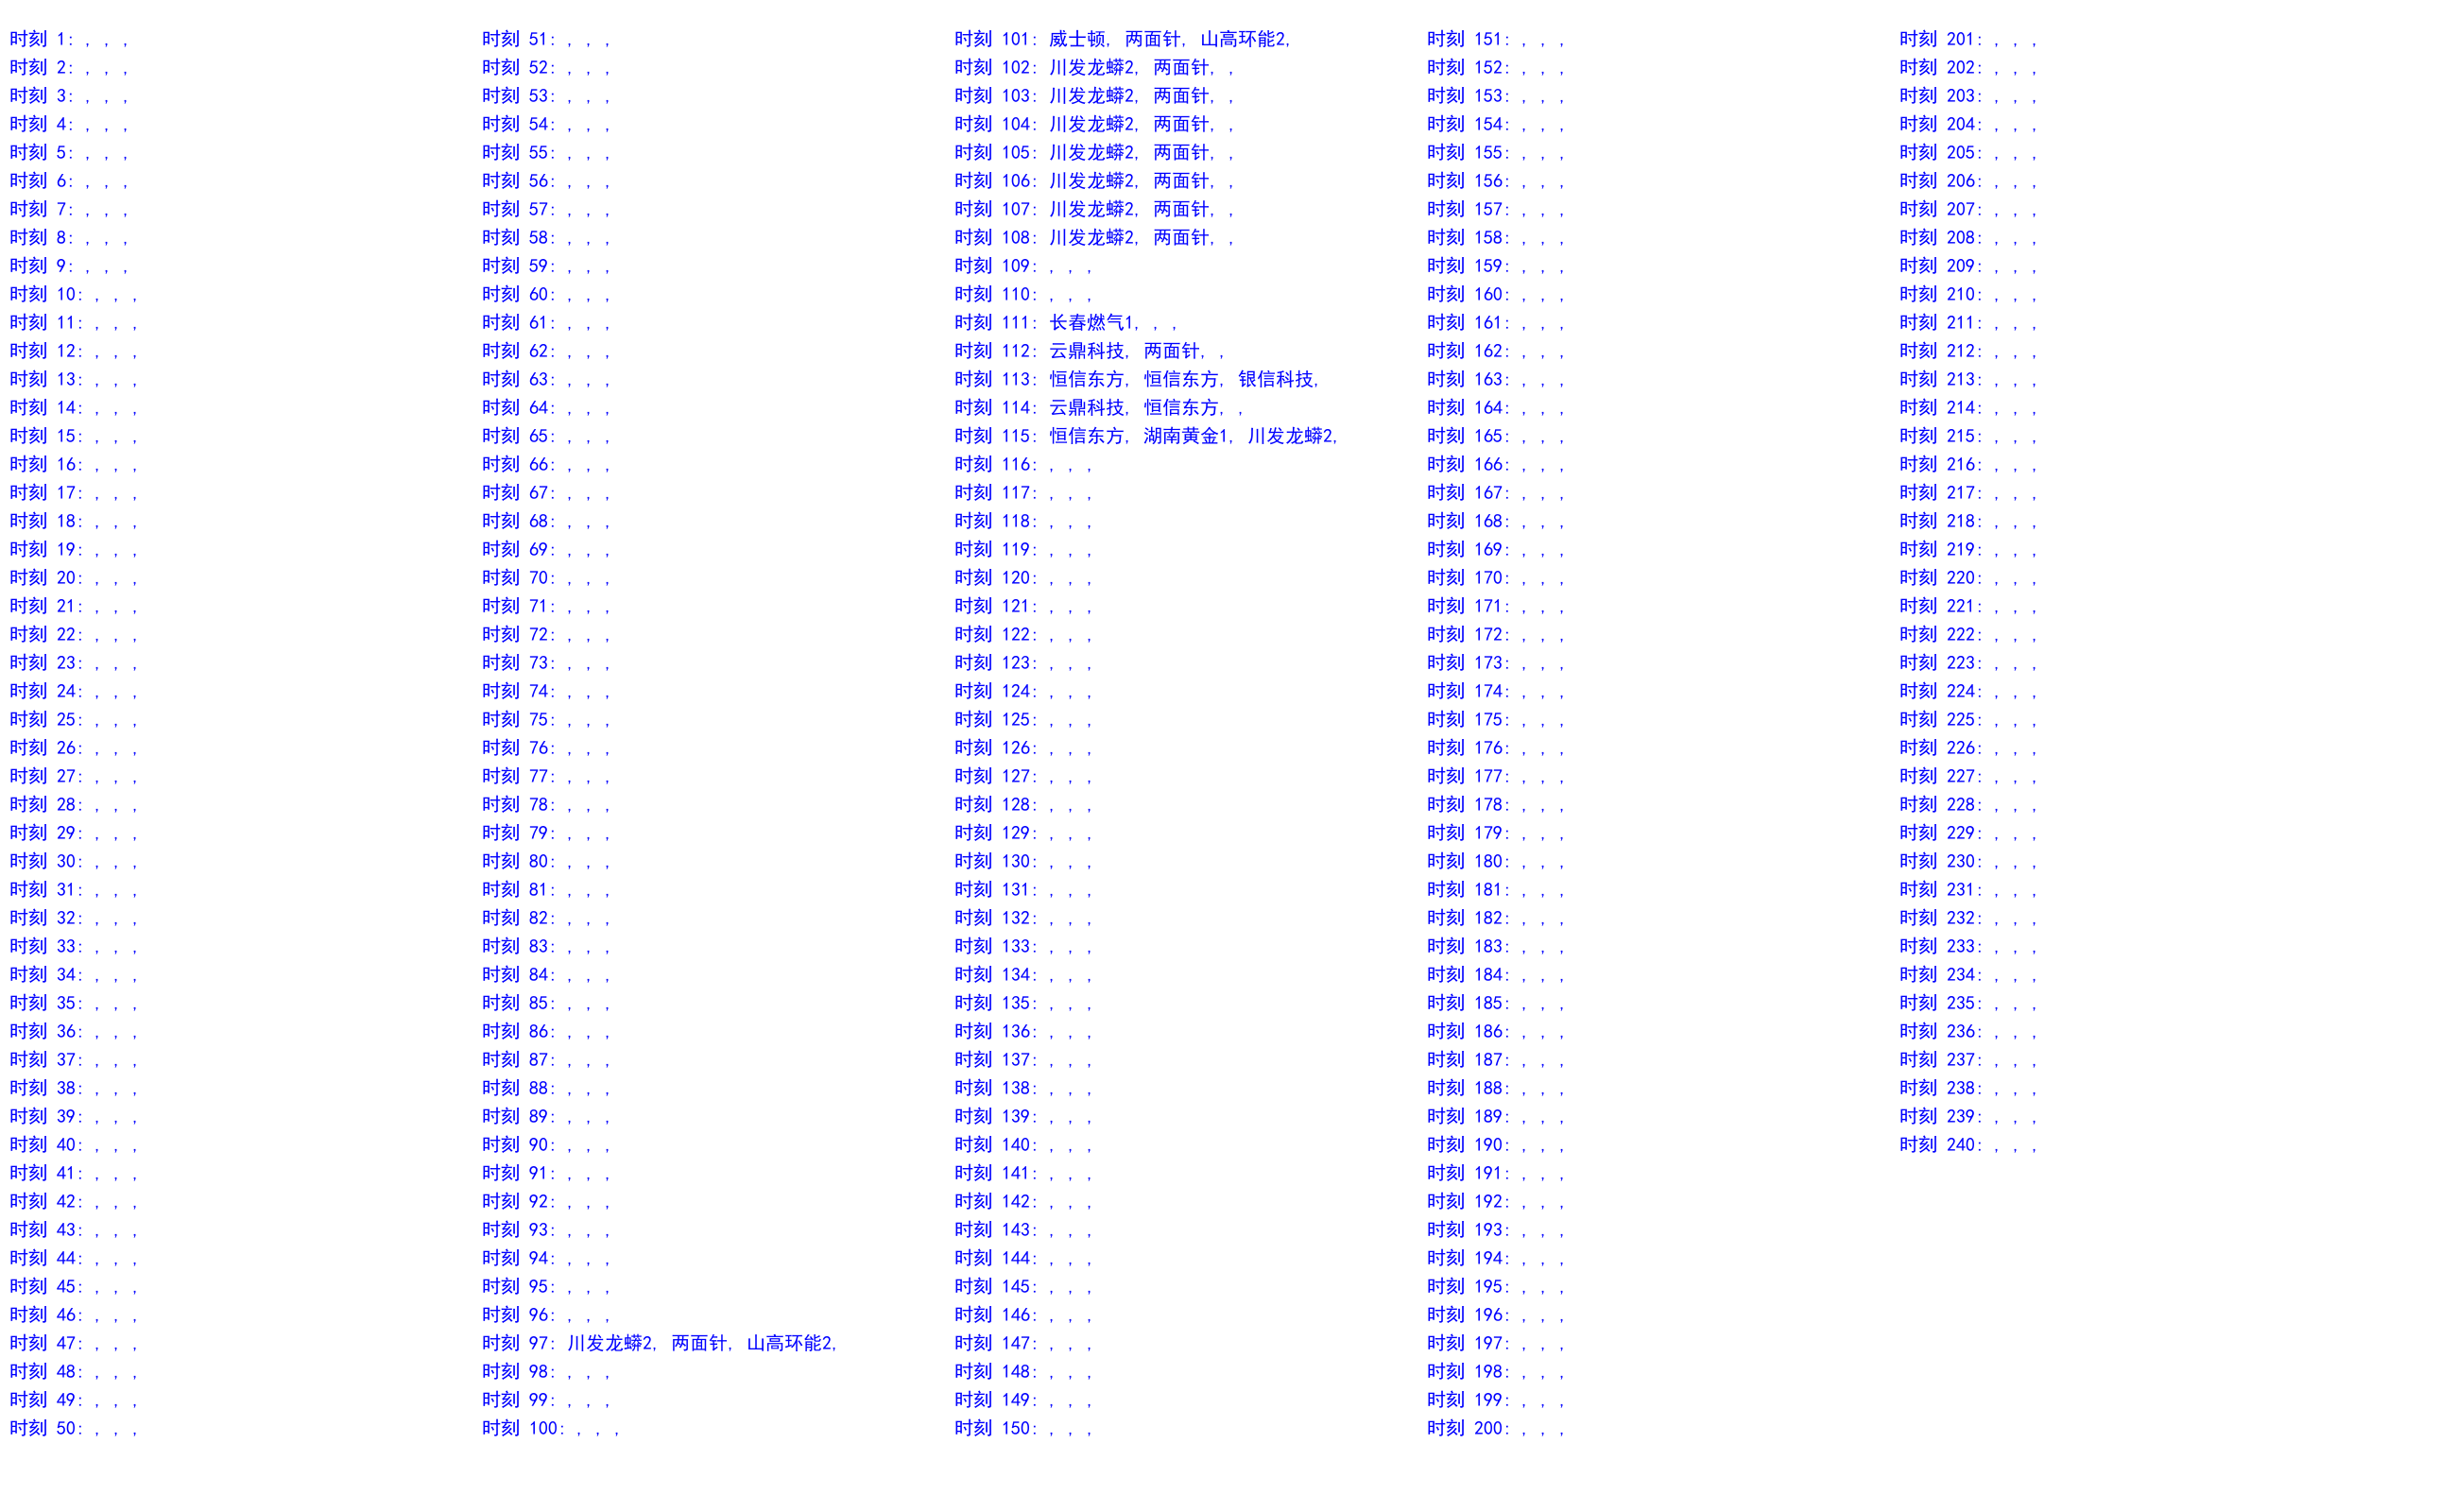 时刻 1: , , ,
时刻 2: , , ,
时刻 3: , , ,
时刻 4: , , ,
时刻 5: , , ,
时刻 6: , , ,
时刻 7: , , ,
时刻 8: , , ,
时刻 9: , , ,
时刻 10: , , ,
时刻 11: , , ,
时刻 12: , , ,
时刻 13: , , ,
时刻 14: , , ,
时刻 15: , , ,
时刻 16: , , ,
时刻 17: , , ,
时刻 18: , , ,
时刻 19: , , ,
时刻 20: , , ,
时刻 21: , , ,
时刻 22: , , ,
时刻 23: , , ,
时刻 24: , , ,
时刻 25: , , ,
时刻 26: , , ,
时刻 27: , , ,
时刻 28: , , ,
时刻 29: , , ,
时刻 30: , , ,
时刻 31: , , ,
时刻 32: , , ,
时刻 33: , , ,
时刻 34: , , ,
时刻 35: , , ,
时刻 36: , , ,
时刻 37: , , ,
时刻 38: , , ,
时刻 39: , , ,
时刻 40: , , ,
时刻 41: , , ,
时刻 42: , , ,
时刻 43: , , ,
时刻 44: , , ,
时刻 45: , , ,
时刻 46: , , ,
时刻 47: , , ,
时刻 48: , , ,
时刻 49: , , ,
时刻 50: , , ,
时刻 51: , , ,
时刻 52: , , ,
时刻 53: , , ,
时刻 54: , , ,
时刻 55: , , ,
时刻 56: , , ,
时刻 57: , , ,
时刻 58: , , ,
时刻 59: , , ,
时刻 60: , , ,
时刻 61: , , ,
时刻 62: , , ,
时刻 63: , , ,
时刻 64: , , ,
时刻 65: , , ,
时刻 66: , , ,
时刻 67: , , ,
时刻 68: , , ,
时刻 69: , , ,
时刻 70: , , ,
时刻 71: , , ,
时刻 72: , , ,
时刻 73: , , ,
时刻 74: , , ,
时刻 75: , , ,
时刻 76: , , ,
时刻 77: , , ,
时刻 78: , , ,
时刻 79: , , ,
时刻 80: , , ,
时刻 81: , , ,
时刻 82: , , ,
时刻 83: , , ,
时刻 84: , , ,
时刻 85: , , ,
时刻 86: , , ,
时刻 87: , , ,
时刻 88: , , ,
时刻 89: , , ,
时刻 90: , , ,
时刻 91: , , ,
时刻 92: , , ,
时刻 93: , , ,
时刻 94: , , ,
时刻 95: , , ,
时刻 96: , , ,
时刻 97: 川发龙蟒2, 两面针, 山高环能2,
时刻 98: , , ,
时刻 99: , , ,
时刻 100: , , ,
时刻 101: 威士顿, 两面针, 山高环能2,
时刻 102: 川发龙蟒2, 两面针, ,
时刻 103: 川发龙蟒2, 两面针, ,
时刻 104: 川发龙蟒2, 两面针, ,
时刻 105: 川发龙蟒2, 两面针, ,
时刻 106: 川发龙蟒2, 两面针, ,
时刻 107: 川发龙蟒2, 两面针, ,
时刻 108: 川发龙蟒2, 两面针, ,
时刻 109: , , ,
时刻 110: , , ,
时刻 111: 长春燃气1, , ,
时刻 112: 云鼎科技, 两面针, ,
时刻 113: 恒信东方, 恒信东方, 银信科技,
时刻 114: 云鼎科技, 恒信东方, ,
时刻 115: 恒信东方, 湖南黄金1, 川发龙蟒2,
时刻 116: , , ,
时刻 117: , , ,
时刻 118: , , ,
时刻 119: , , ,
时刻 120: , , ,
时刻 121: , , ,
时刻 122: , , ,
时刻 123: , , ,
时刻 124: , , ,
时刻 125: , , ,
时刻 126: , , ,
时刻 127: , , ,
时刻 128: , , ,
时刻 129: , , ,
时刻 130: , , ,
时刻 131: , , ,
时刻 132: , , ,
时刻 133: , , ,
时刻 134: , , ,
时刻 135: , , ,
时刻 136: , , ,
时刻 137: , , ,
时刻 138: , , ,
时刻 139: , , ,
时刻 140: , , ,
时刻 141: , , ,
时刻 142: , , ,
时刻 143: , , ,
时刻 144: , , ,
时刻 145: , , ,
时刻 146: , , ,
时刻 147: , , ,
时刻 148: , , ,
时刻 149: , , ,
时刻 150: , , ,
时刻 151: , , ,
时刻 152: , , ,
时刻 153: , , ,
时刻 154: , , ,
时刻 155: , , ,
时刻 156: , , ,
时刻 157: , , ,
时刻 158: , , ,
时刻 159: , , ,
时刻 160: , , ,
时刻 161: , , ,
时刻 162: , , ,
时刻 163: , , ,
时刻 164: , , ,
时刻 165: , , ,
时刻 166: , , ,
时刻 167: , , ,
时刻 168: , , ,
时刻 169: , , ,
时刻 170: , , ,
时刻 171: , , ,
时刻 172: , , ,
时刻 173: , , ,
时刻 174: , , ,
时刻 175: , , ,
时刻 176: , , ,
时刻 177: , , ,
时刻 178: , , ,
时刻 179: , , ,
时刻 180: , , ,
时刻 181: , , ,
时刻 182: , , ,
时刻 183: , , ,
时刻 184: , , ,
时刻 185: , , ,
时刻 186: , , ,
时刻 187: , , ,
时刻 188: , , ,
时刻 189: , , ,
时刻 190: , , ,
时刻 191: , , ,
时刻 192: , , ,
时刻 193: , , ,
时刻 194: , , ,
时刻 195: , , ,
时刻 196: , , ,
时刻 197: , , ,
时刻 198: , , ,
时刻 199: , , ,
时刻 200: , , ,
时刻 201: , , ,
时刻 202: , , ,
时刻 203: , , ,
时刻 204: , , ,
时刻 205: , , ,
时刻 206: , , ,
时刻 207: , , ,
时刻 208: , , ,
时刻 209: , , ,
时刻 210: , , ,
时刻 211: , , ,
时刻 212: , , ,
时刻 213: , , ,
时刻 214: , , ,
时刻 215: , , ,
时刻 216: , , ,
时刻 217: , , ,
时刻 218: , , ,
时刻 219: , , ,
时刻 220: , , ,
时刻 221: , , ,
时刻 222: , , ,
时刻 223: , , ,
时刻 224: , , ,
时刻 225: , , ,
时刻 226: , , ,
时刻 227: , , ,
时刻 228: , , ,
时刻 229: , , ,
时刻 230: , , ,
时刻 231: , , ,
时刻 232: , , ,
时刻 233: , , ,
时刻 234: , , ,
时刻 235: , , ,
时刻 236: , , ,
时刻 237: , , ,
时刻 238: , , ,
时刻 239: , , ,
时刻 240: , , ,